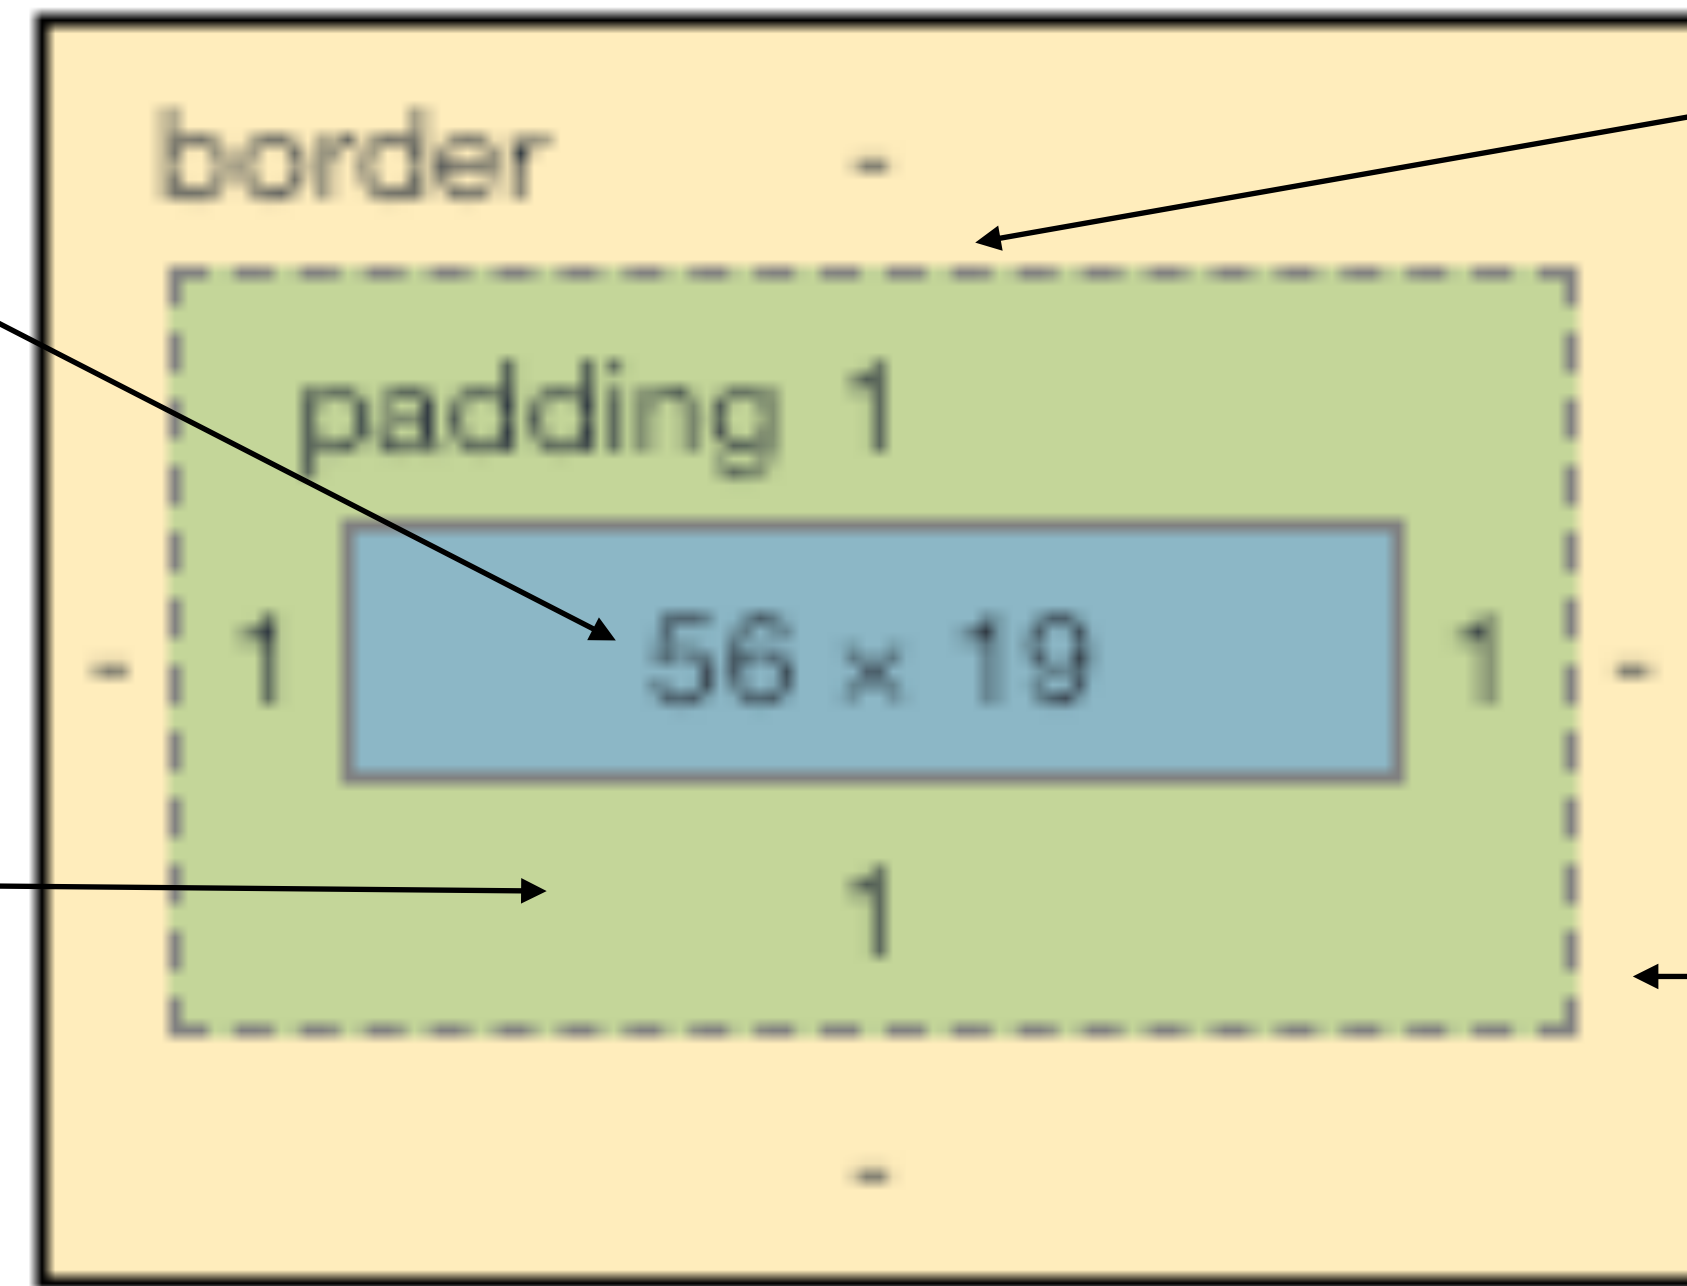 border -
padding 1
- 1 56 × 19 1 -
1
-